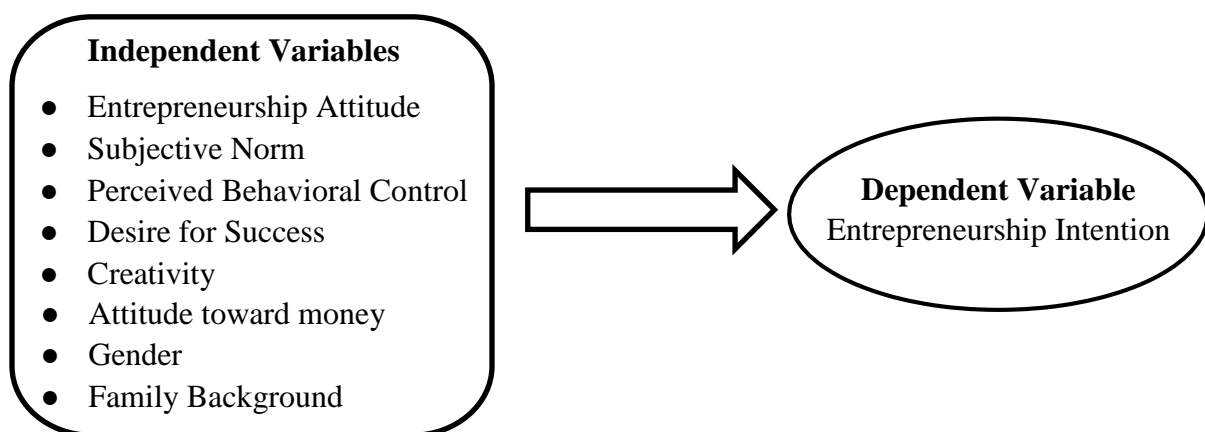 Independent Variables
● Entrepreneurship Attitude
● Subjective Norm
● Perceived Behavioral Control
● Desire for Success
● Creativity
● Attitude toward money
● Gender
● Family Background
Dependent Variable
Entrepreneurship Intention